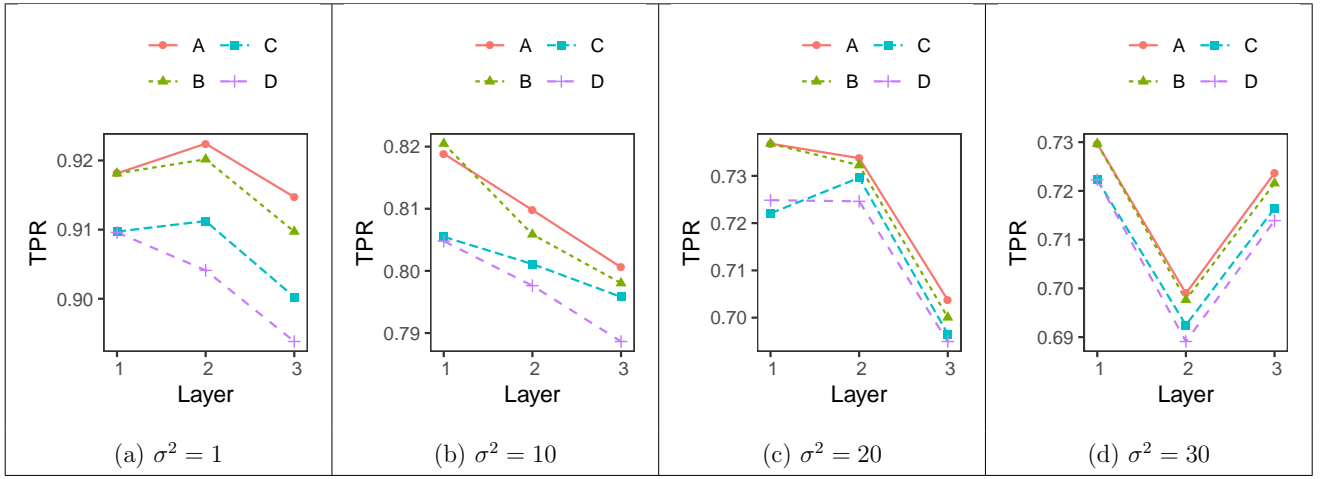 A C
B D
0.92
0.91
0.90
TPR
1 2 3
Layer
(a) σ² = 1
A C
B D
0.82
0.81
0.80
0.79
TPR
1 2 3
Layer
(b) σ² = 10
A C
B D
0.73
0.72
0.71
0.70
TPR
1 2 3
Layer
(c) σ² = 20
A C
B D
0.73
0.72
0.71
0.70
0.69
TPR
1 2 3
Layer
(d) σ² = 30